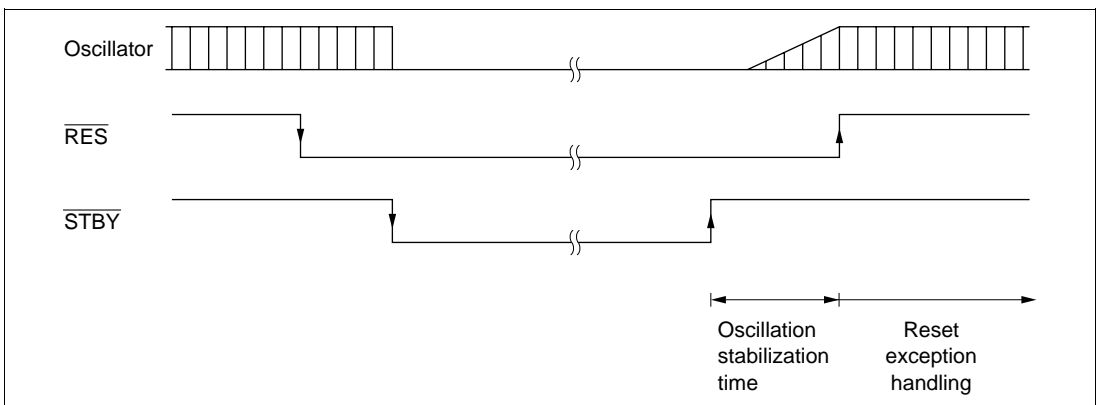 Oscillator
RES
STBY
Oscillation
stabilization
time
Reset
exception
handling